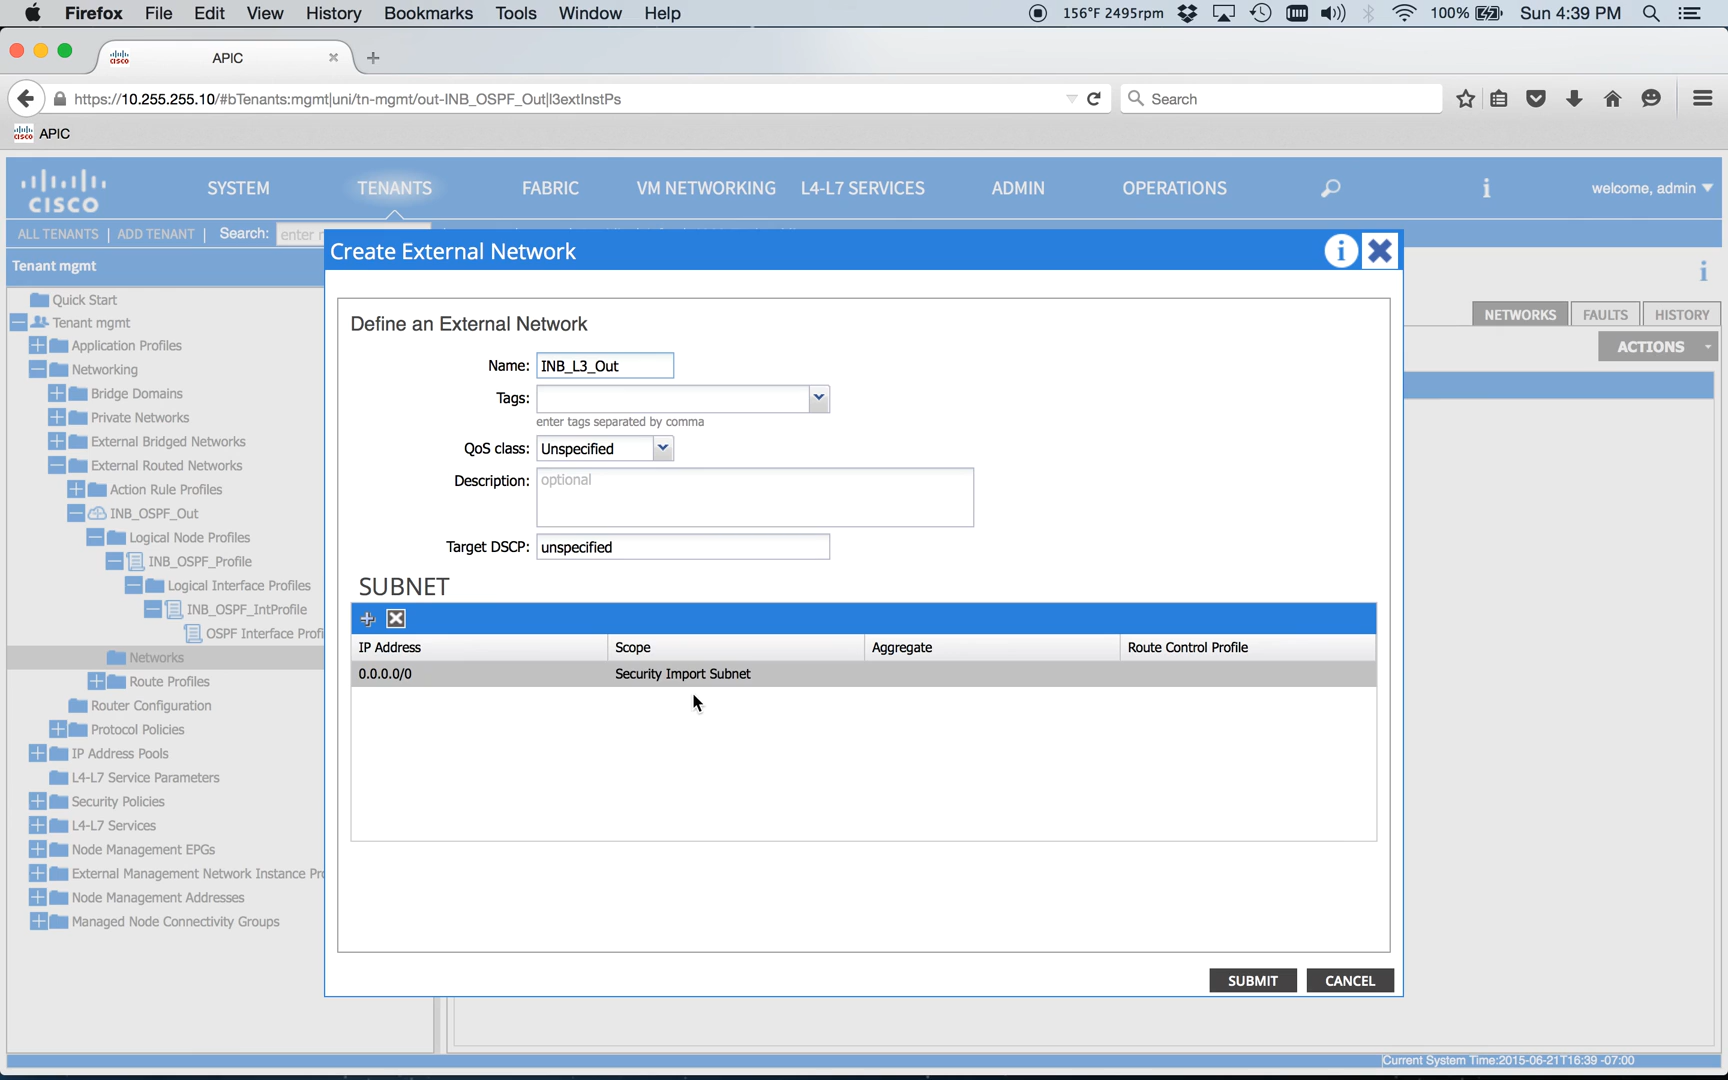 Firefox File Edit View History Bookmarks Tools Window Help 156°F 2495rpm 100% Sun 4:39 PM
cisco APIC
https://10.255.255.10/#bTenants:mgmt|uni/tn-mgmt/out-INB_OSPF_Out|l3extInstPs Search
cisco APIC
CISCO SYSTEM TENANTS FABRIC VM NETWORKING L4-L7 SERVICES ADMIN OPERATIONS i welcome, admin
ALL TENANTS | ADD TENANT | Search: enter
Create External Network i
Tenant mgmt i
Quick Start
Tenant mgmt
Application Profiles
Networking
Bridge Domains
Private Networks
External Bridged Networks
External Routed Networks
Action Rule Profiles
INB_OSPF_Out
Logical Node Profiles
INB_OSPF_Profile
Logical Interface Profiles
INB_OSPF_IntProfile
OSPF Interface Profi
Networks
Route Profiles
Router Configuration
Protocol Policies
IP Address Pools
L4-L7 Service Parameters
Security Policies
L4-L7 Services
Node Management EPGs
External Management Network Instance Pr
Node Management Addresses
Managed Node Connectivity Groups
Define an External Network
Name: INB_L3_Out
Tags:
enter tags separated by comma
QoS class: Unspecified
Description: optional
Target DSCP: unspecified
SUBNET
IP Address Scope Aggregate Route Control Profile
0.0.0.0/0 Security Import Subnet
SUBMIT CANCEL
NETWORKS FAULTS HISTORY
ACTIONS
Current System Time:2015-06-21T16:39 -07:00